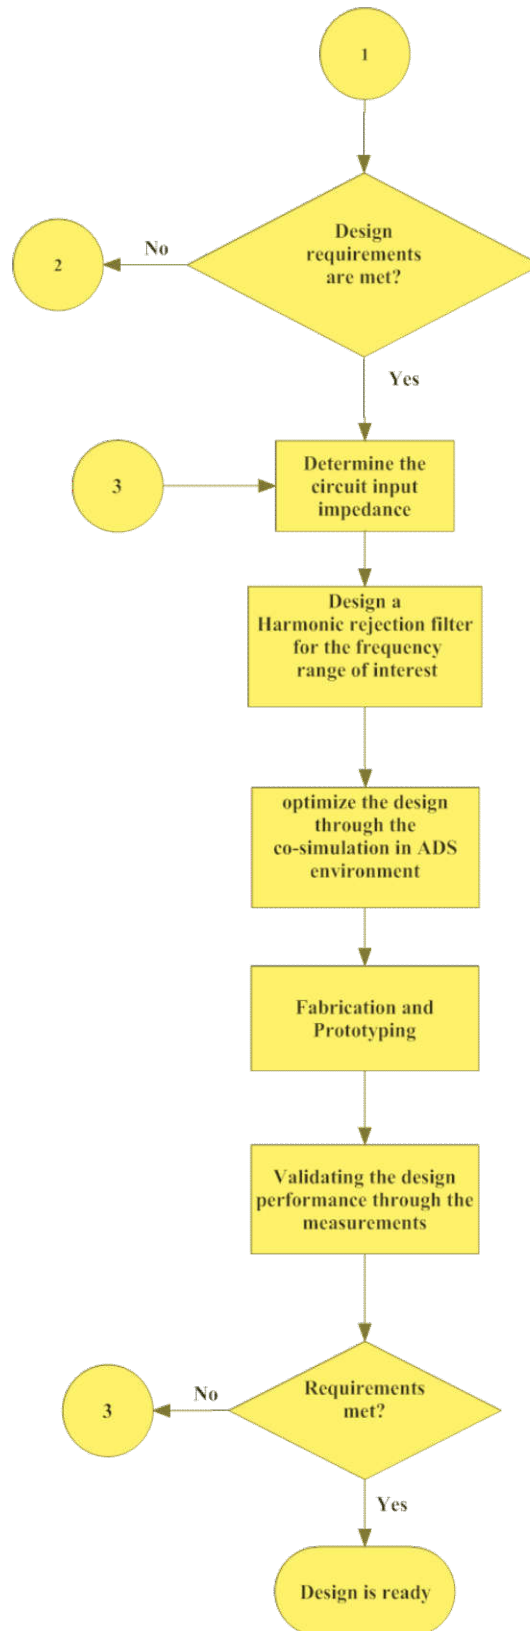 1
Design
requirements
are met?
No
2
Yes
3
Determine the
circuit input
impedance
Design a
Harmonic rejection filter
for the frequency
range of interest
optimize the design
through the
co-simulation in ADS
environment
Fabrication and
Prototyping
Validating the design
performance through the
measurements
Requirements
met?
No
3
Yes
Design is ready